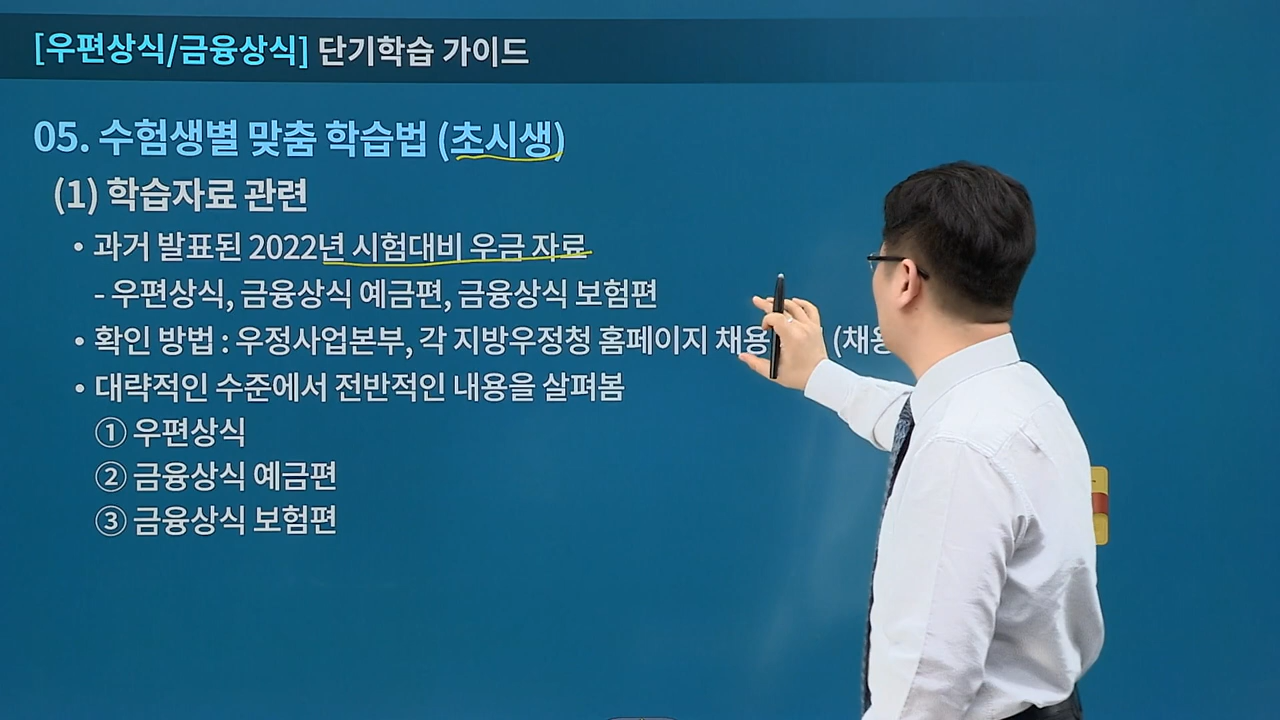 [우편상식/금융상식] 단기학습 가이드
05. 수험생별 맞춤 학습법 (초시생)
(1) 학습자료 관련
• 과거 발표된 2022년 시험대비 우금 자료
- 우편상식, 금융상식 예금편, 금융상식 보험편
• 확인 방법 : 우정사업본부, 각 지방우정청 홈페이지 채용 (채용
• 대략적인 수준에서 전반적인 내용을 살펴봄
① 우편상식
② 금융상식 예금편
③ 금융상식 보험편